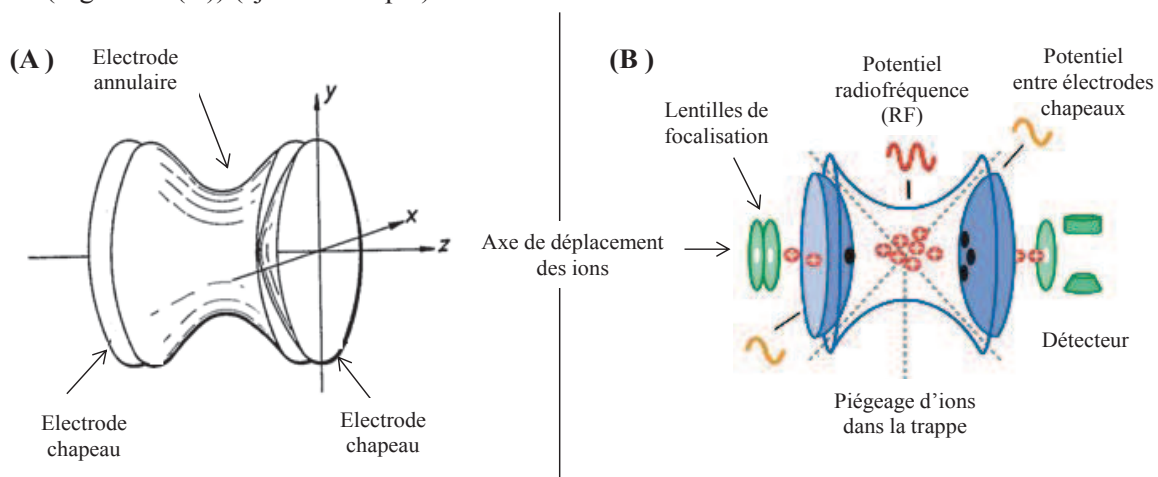 (A )
Electrode
annulaire
y
x
z
Electrode
chapeau
Electrode
chapeau
Axe de déplacement
des ions
(B )
Lentilles de
focalisation
Potentiel
radiofréquence
(RF)
Potentiel
entre électrodes
chapeaux
Détecteur
Piégeage d’ions
dans la trappe